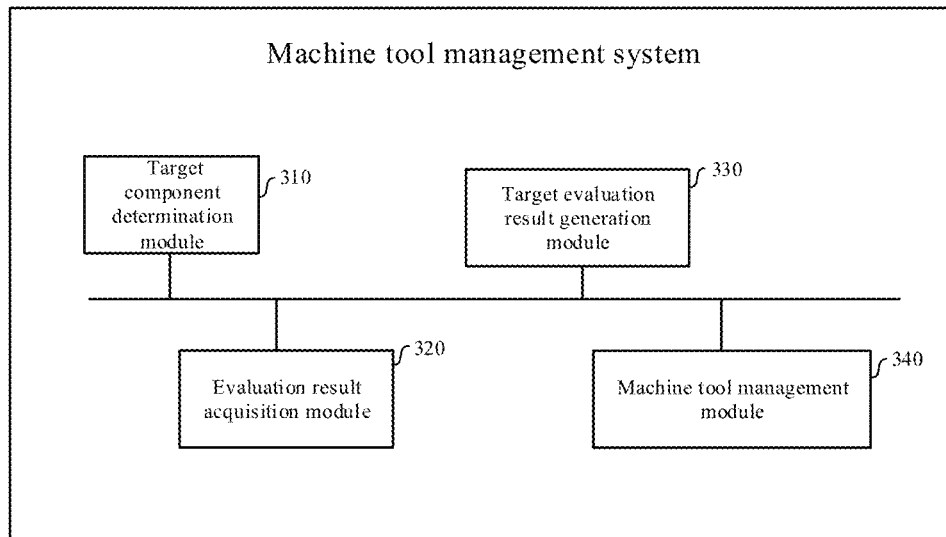 Machine tool management system
Target
component
determination
module
310
Target evaluation
result generation
module
330
Evaluation result
acquisition module
320
Machine tool management
module
340